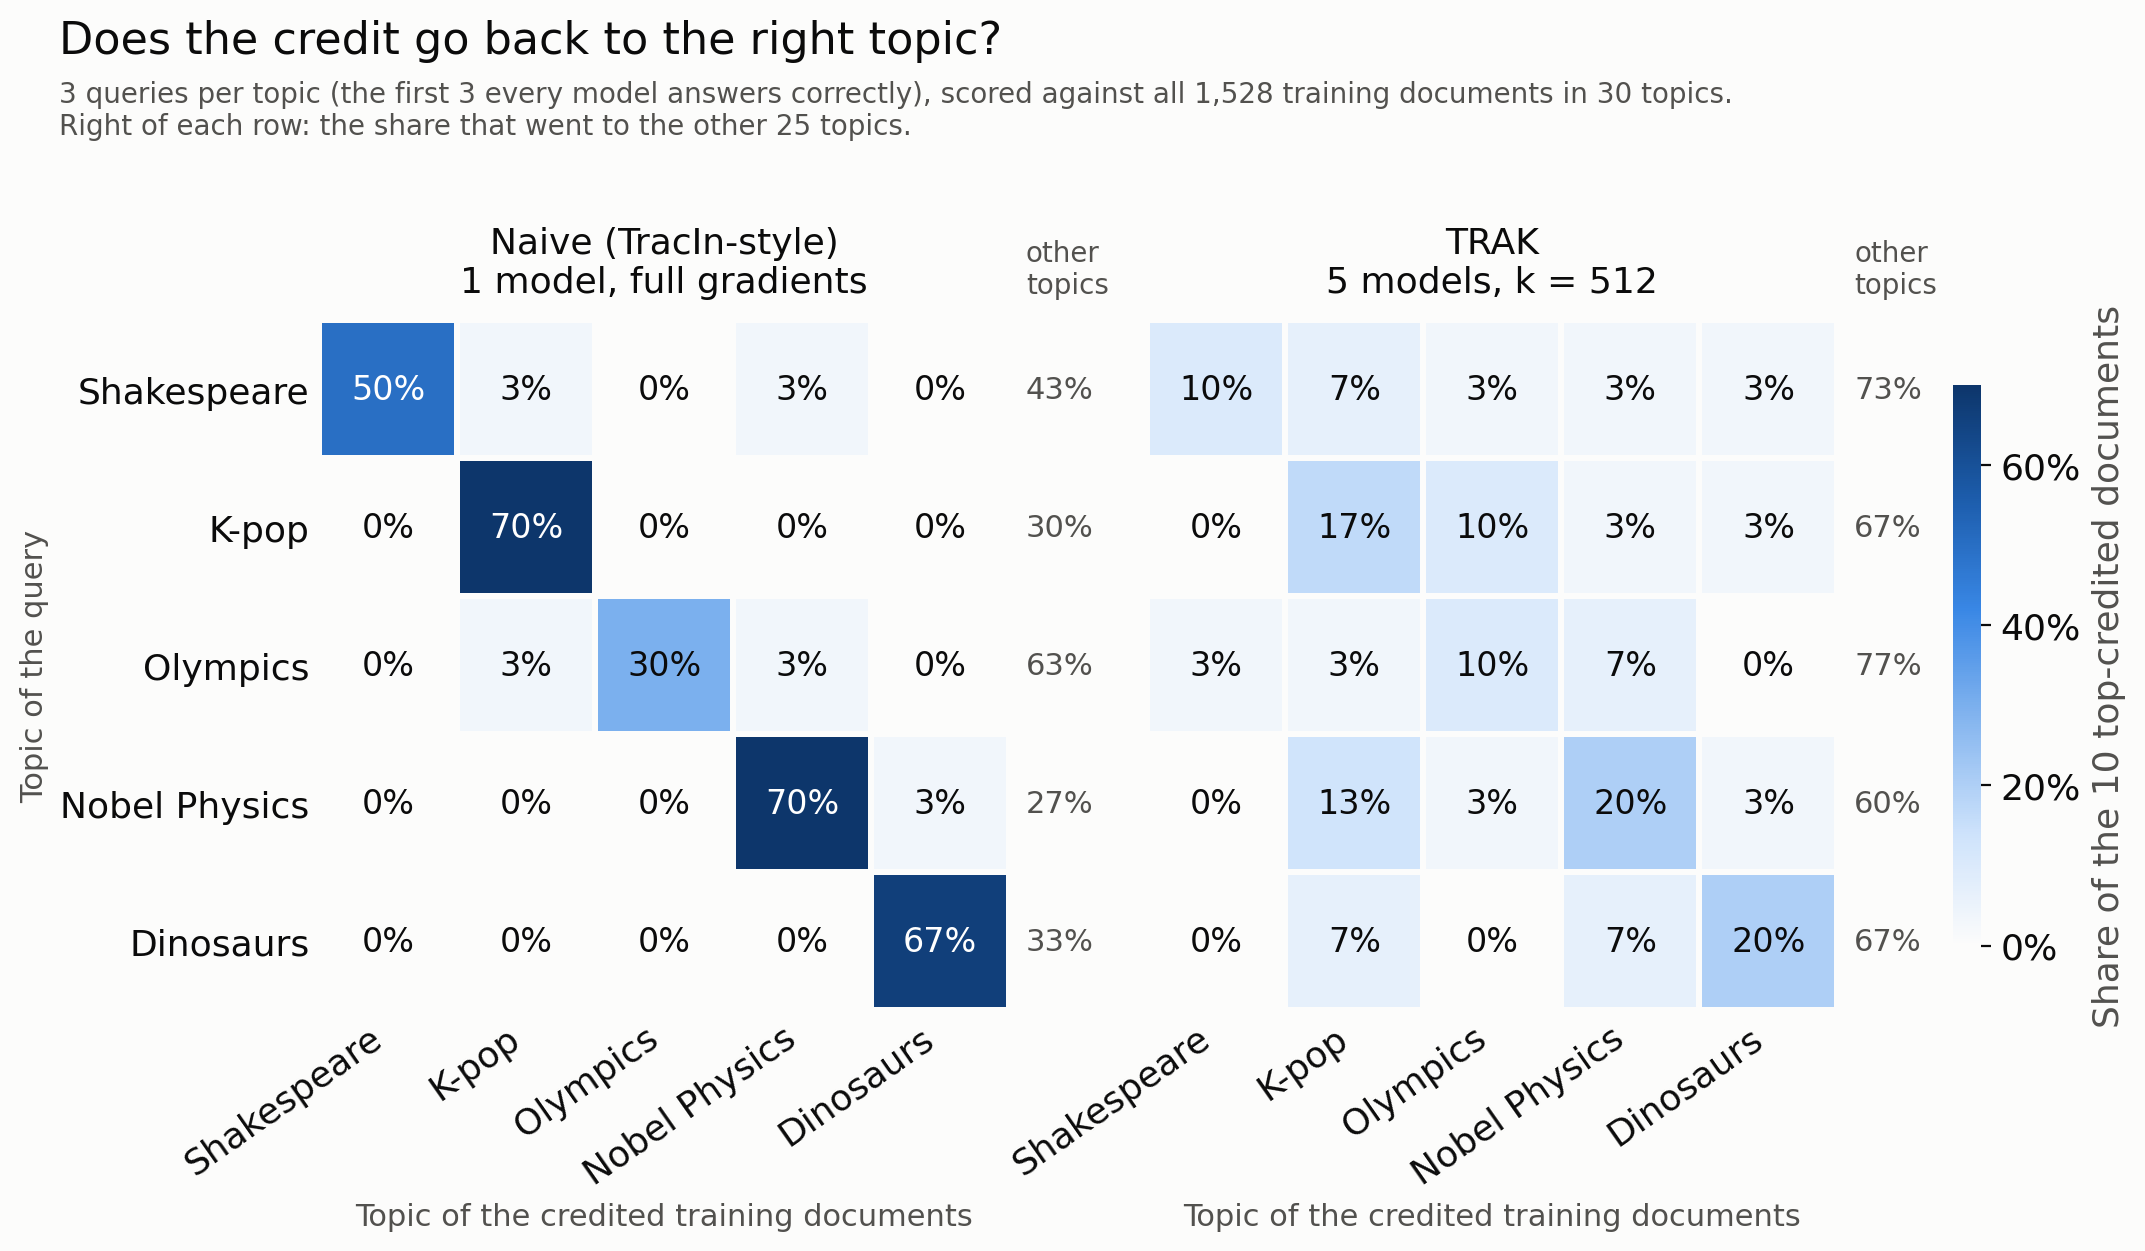 Does the credit go back to the right topic?
3 queries per topic (the first 3 every model answers correctly), scored against all 1,528 training documents in 30 topics.
Right of each row: the share that went to the other 25 topics.
Naive (TracIn-style)
1 model, full gradients
other
topics
TRAK
5 models, k = 512
other
topics
Topic of the query
Shakespeare 50% 3% 0% 3% 0% 43% 10% 7% 3% 3% 3% 73%
K-pop 0% 70% 0% 0% 0% 30% 0% 17% 10% 3% 3% 67%
Olympics 0% 3% 30% 3% 0% 63% 3% 3% 10% 7% 0% 77%
Nobel Physics 0% 0% 0% 70% 3% 27% 0% 13% 3% 20% 3% 60%
Dinosaurs 0% 0% 0% 0% 67% 33% 0% 7% 0% 7% 20% 67%
60%
40%
20%
0%
Share of the 10 top-credited documents
Shakespeare
K-pop
Olympics
Nobel Physics
Dinosaurs
Shakespeare
K-pop
Olympics
Nobel Physics
Dinosaurs
Topic of the credited training documents
Topic of the credited training documents